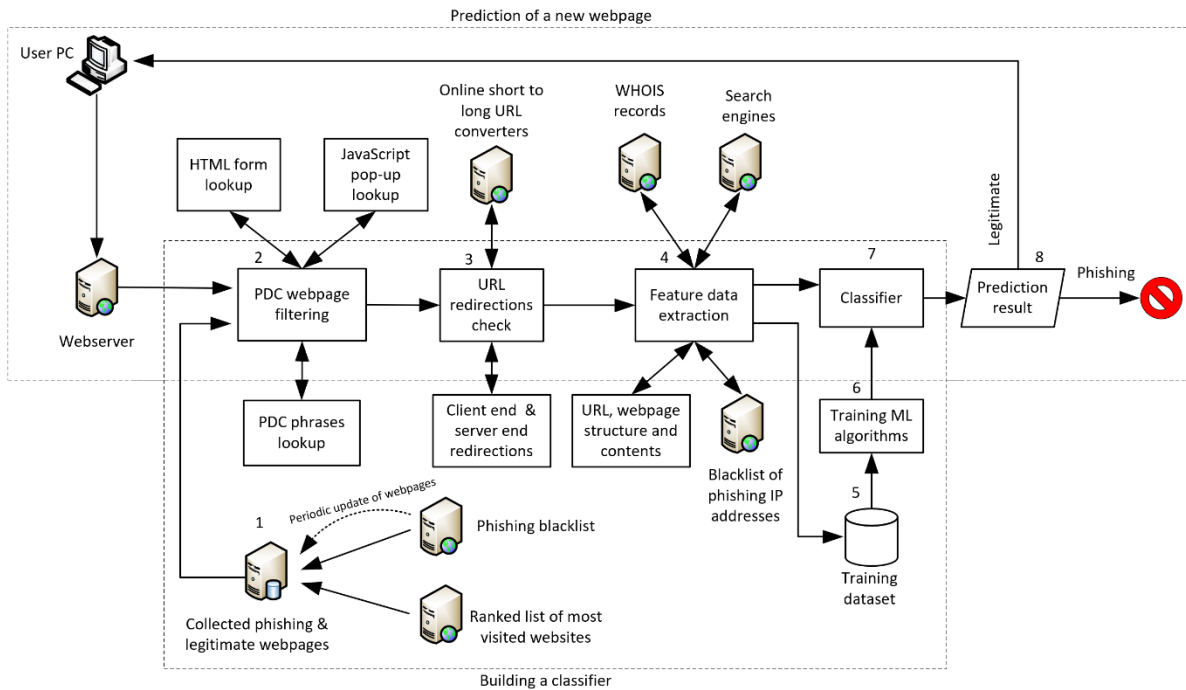 Prediction of a new webpage
User PC
Online short to
long URL
converters
WHOIS
records
Search
engines
HTML form
lookup
JavaScript
pop-up
lookup
Legitimate
2
PDC webpage
filtering
3
URL
redirections
check
4
Feature data
extraction
7
Classifier
8
Prediction
result
Phishing
Webserver
PDC phrases
lookup
Client end &
server end
redirections
URL, webpage
structure and
contents
Blacklist of
phishing IP
addresses
6
Training ML
algorithms
5
Training
dataset
1
Periodic update of webpages
Phishing blacklist
Collected phishing &
legitimate webpages
Ranked list of most
visited websites
Building a classifier